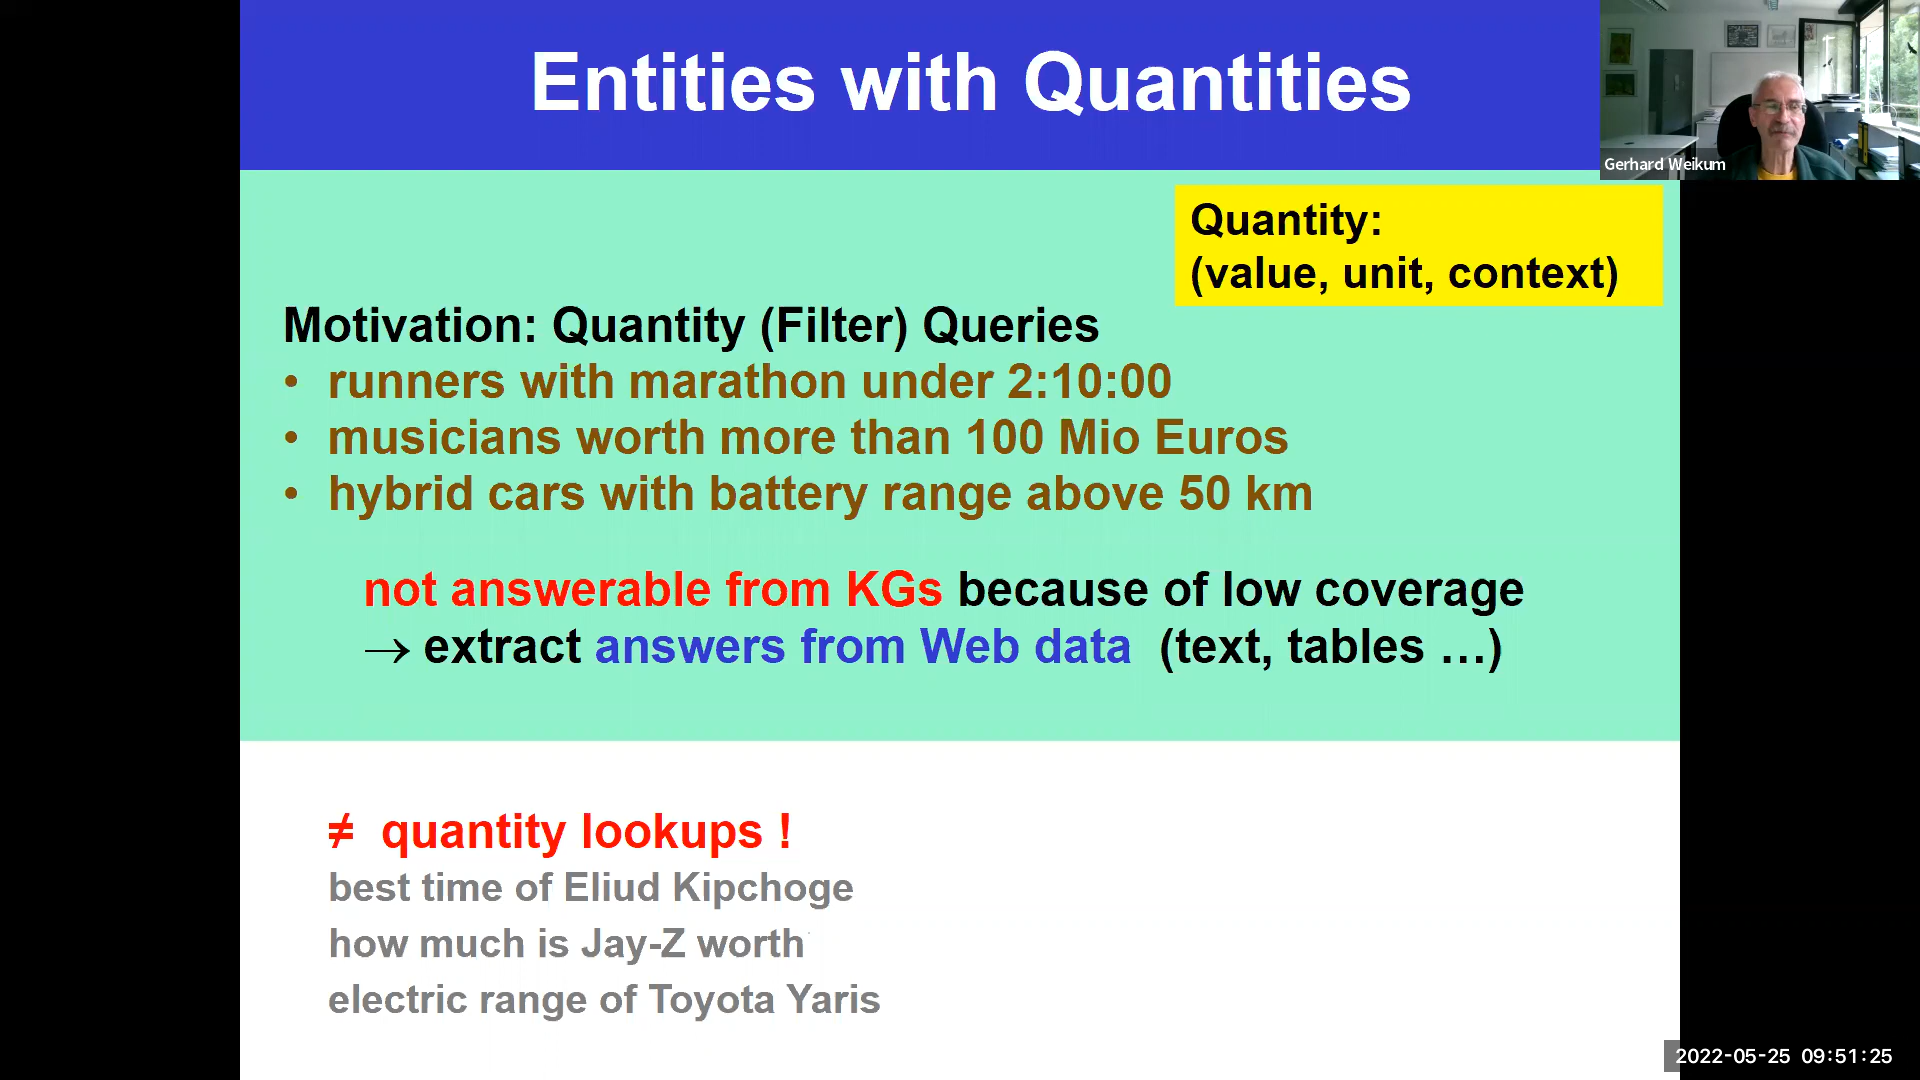 Entities with Quantities
Gerhard Weikum
Quantity:
(value, unit, context)
Motivation: Quantity (Filter) Queries
• runners with marathon under 2:10:00
• musicians worth more than 100 Mio Euros
• hybrid cars with battery range above 50 km
not answerable from KGs because of low coverage
→ extract answers from Web data (text, tables …)
≠ quantity lookups !
best time of Eliud Kipchoge
how much is Jay-Z worth
electric range of Toyota Yaris
2022-05-25 09:51:25